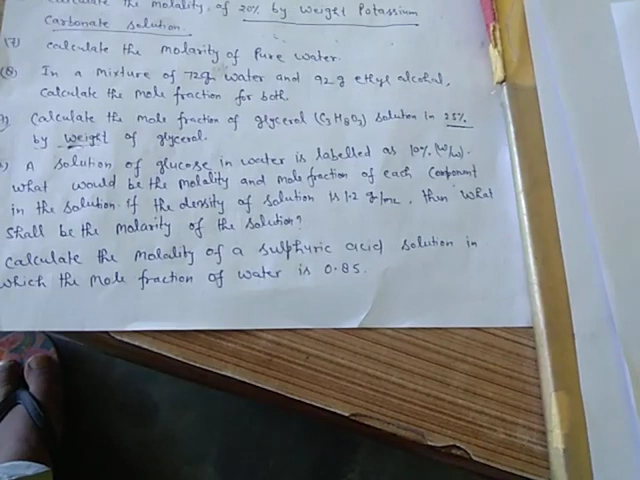 the molality of 20% by weight Potassium
Carbonate solution.
(7) calculate the molarity of Pure water.
(8) In a mixture of 72g water and 92 g ethyl alcohol,
calculate the mole fraction for both.
calculate the mole fraction of glycerol (C3H8O3) solution in 25%
by weight of glycerol.
A solution of glucose in water is labelled as 10% (w/w).
what would be the molality and mole fraction of each component
in the solution. if the density of solution is 1.2 g/mL, then what
shall be the molarity of the solution?
calculate the molality of a sulphuric acid solution in
which the mole fraction of water is 0.85.